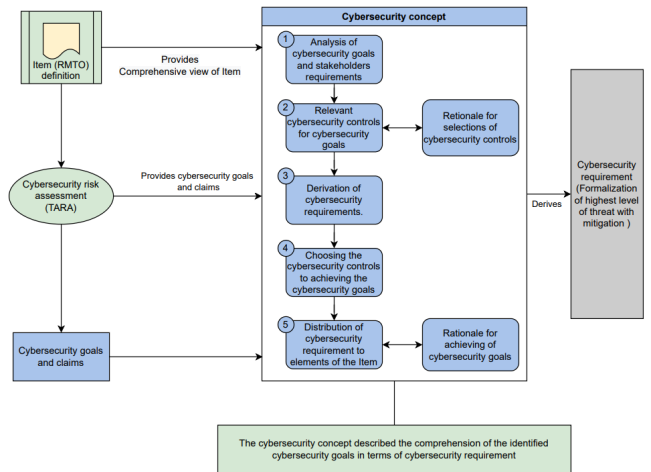 Cybersecurity concept
Item (RMTO)
definition
Provides
Comprehensive view of Item
1
Analysis of
cybersecurity goals
and stakeholders
requirements
2
Relevant
cybersecurity controls
for cybersecurity
goals
Rationale for
selections of
cybersecurity controls
Cybersecurity risk
assessment
(TARA)
Provides cybersecurity goals
and claims
3
Derivation of
cybersecurity
requirements.
Derives
Cybersecurity
requirement
(Formalization
of highest level
of threat with
mitigation )
4
Choosing the
cybersecurity controls
to achieving the
cybersecurity goals
Cybersecurity goals
and claims
5
Distribution of
cybersecurity
requirement to
elements of the Item
Rationale for
achieving of
cybersecurity goals
The cybersecurity concept described the comprehension of the identified
cybersecurity goals in terms of cybersecurity requirement